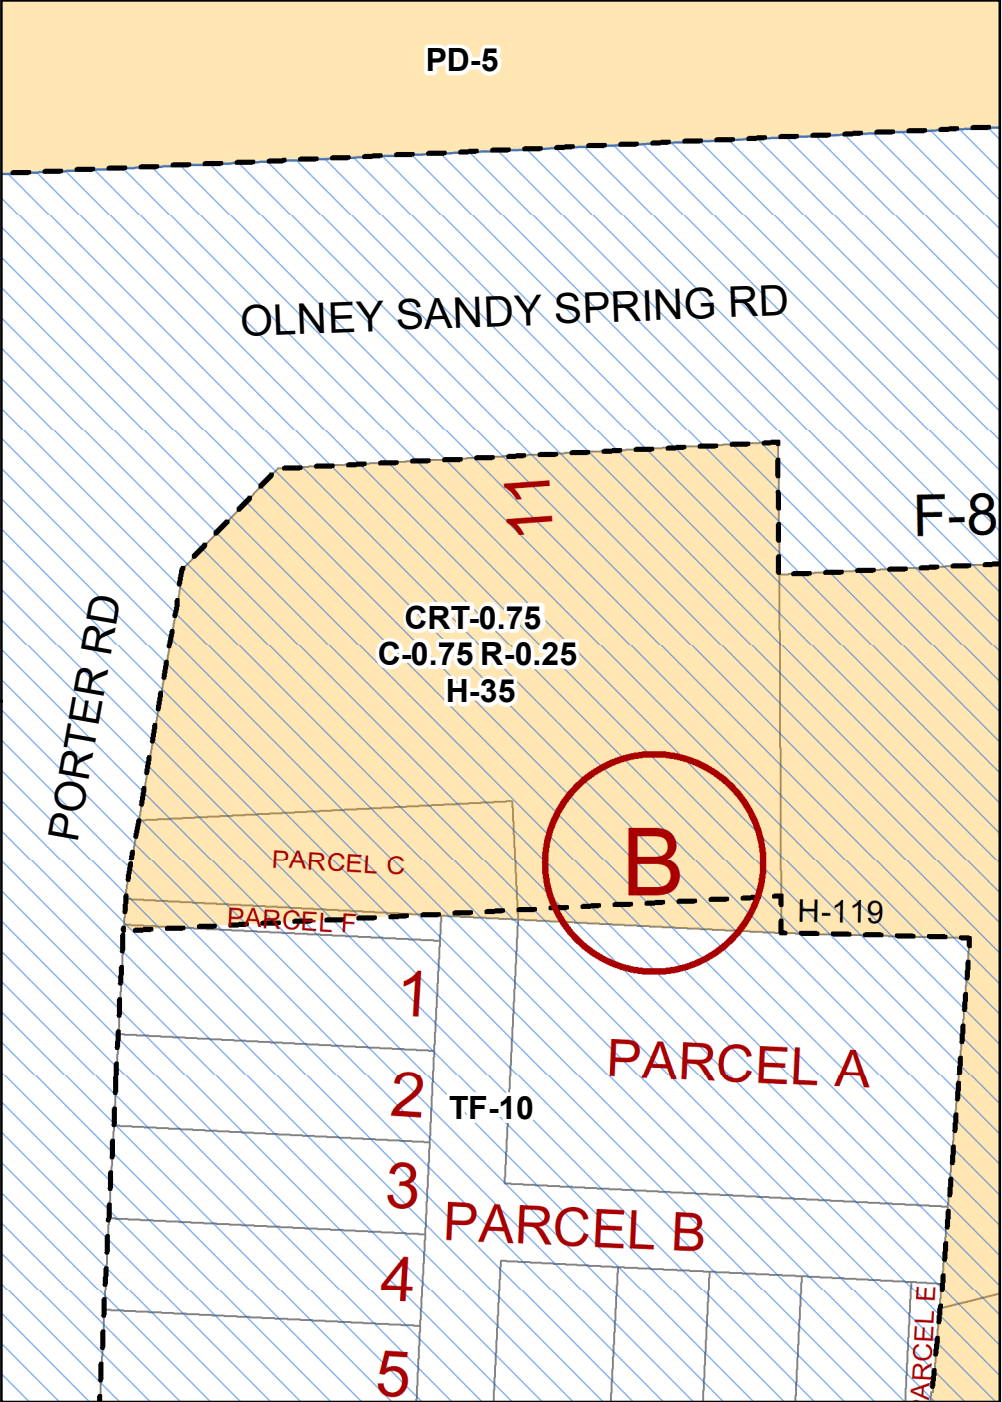 PD-5
OLNEY SANDY SPRING RD
11
F-8
PORTER RD
CRT-0.75
C-0.75 R-0.25
H-35
B
PARCEL C
H-119
PARCEL F
1
PARCEL A
2
TF-10
3
PARCEL B
4
PARCEL E
5